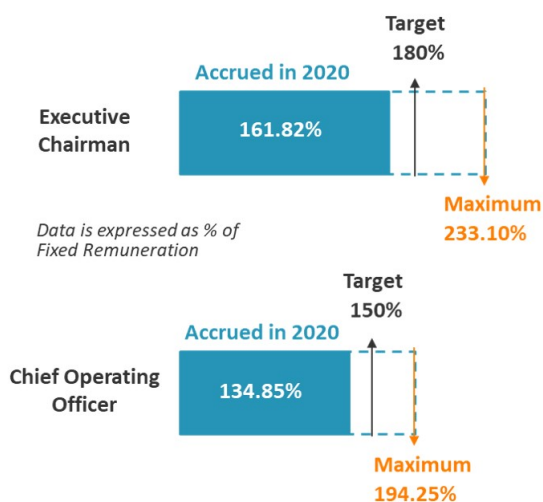 Target
180%
Accrued in 2020
Executive
Chairman
161.82%
Maximum
233.10%
Data is expressed as % of
Fixed Remuneration
Target
150%
Accrued in 2020
Chief Operating
Officer
134.85%
Maximum
194.25%